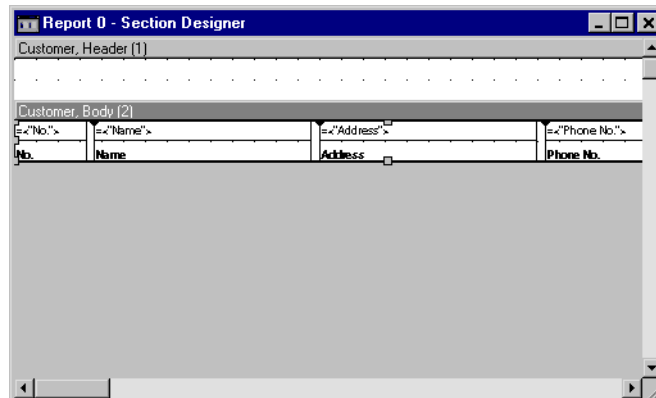 Report 0 - Section Designer
Customer, Header (1)
Customer, Body (2)
=<"No."> =<"Name"> =<"Address"> =<"Phone No.">
No. Name Address Phone No.